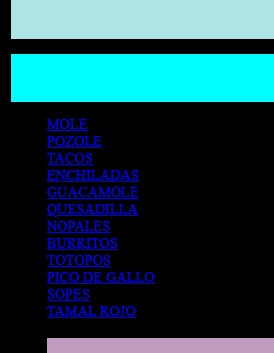 MOLE
POZOLE
TACOS
ENCHILADAS
GUACAMOLE
QUESADILLA
NOPALES
BURRITOS
TOTOPOS
PICO DE GALLO
SOPES
TAMAL ROJO